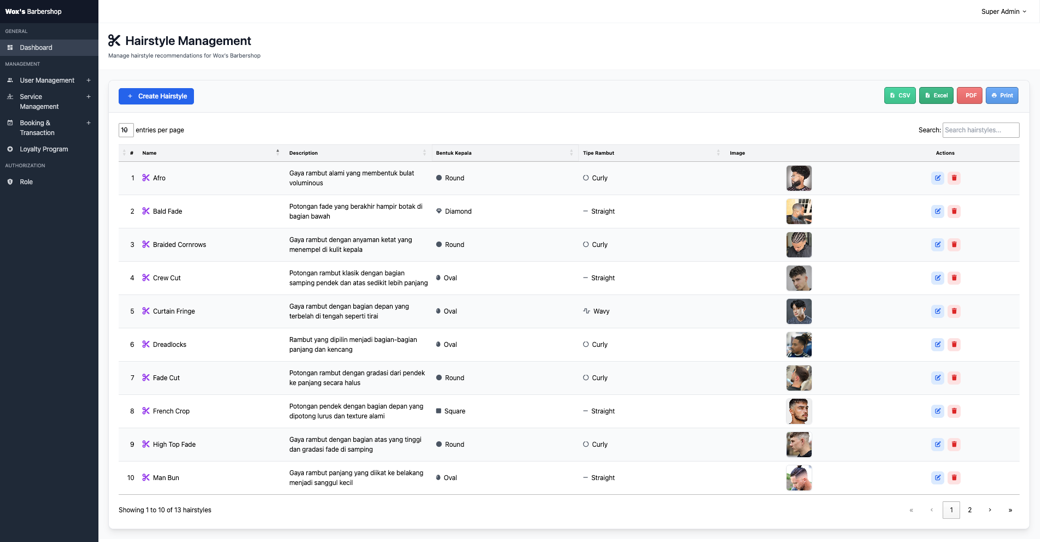 Wox's Barbershop
Super Admin
GENERAL
Dashboard
MANAGEMENT
User Management +
Service
Management +
Booking &
Transaction +
Loyalty Program
AUTHORIZATION
Role
Hairstyle Management
Manage hairstyle recommendations for Wox's Barbershop
+ Create Hairstyle
CSV
Excel
PDF
Print
10 entries per page
Search: Search hairstyles...
# Name Description Bentuk Kepala Tipe Rambut Image Actions
1 Afro Gaya rambut alami yang membentuk bulat
voluminous Round Curly
2 Bald Fade Potongan fade yang berakhir hampir botak di
bagian bawah Diamond Straight
3 Braided Cornrows Gaya rambut dengan anyaman ketat yang
menempel di kulit kepala Round Curly
4 Crew Cut Potongan rambut klasik dengan bagian
samping pendek dan atas sedikit lebih panjang Oval Straight
5 Curtain Fringe Gaya rambut dengan bagian depan yang
terbelah di tengah seperti tirai Oval Wavy
6 Dreadlocks Rambut yang dipilin menjadi bagian-bagian
panjang dan kencang Oval Curly
7 Fade Cut Potongan rambut dengan gradasi dari pendek
ke panjang secara halus Round Curly
8 French Crop Potongan pendek dengan bagian depan yang
dipotong lurus dan texture alami Square Straight
9 High Top Fade Gaya rambut dengan bagian atas yang tinggi
dan gradasi fade di samping Round Curly
10 Man Bun Gaya rambut panjang yang diikat ke belakang
menjadi sanggul kecil Oval Straight
Showing 1 to 10 of 13 hairstyles
« ‹ 1 2 › »